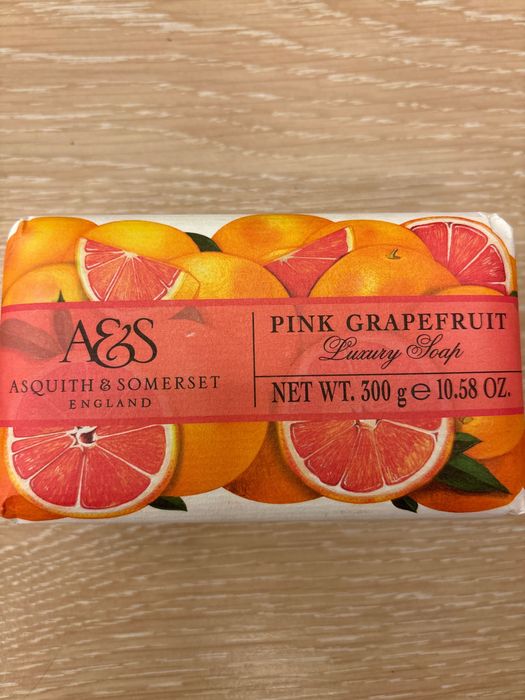 A&S
ASQUITH & SOMERSET
ENGLAND
PINK GRAPEFRUIT
Luxury Soap
NET WT. 300 g ℮ 10.58 OZ.